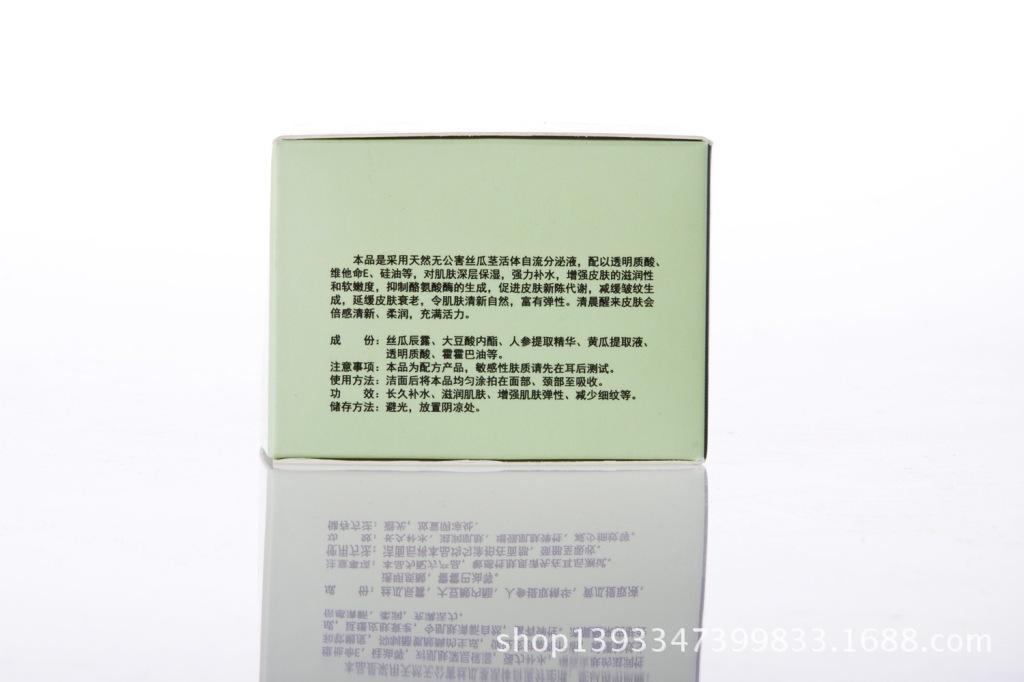 本品是采用天然无公害丝瓜茎活体自流分泌液，配以透明质酸、
维他命E、硅油等，对肌肤深层保湿，强力补水，增强皮肤的滋润性
和软嫩度，抑制酪氨酸酶的生成，促进皮肤新陈代谢，减缓皱纹生
成，延缓皮肤衰老，令肌肤清新自然，富有弹性。清晨醒来皮肤会
倍感清新、柔润，充满活力。
成　份：丝瓜辰露、大豆酸内酯、人参提取精华、黄瓜提取液、
透明质酸、霍霍巴油等。
注意事项：本品为配方产品，敏感性肤质请先在耳后测试。
使用方法：洁面后将本品均匀涂拍在面部、颈部至吸收。
功　效：长久补水、滋润肌肤、增强肌肤弹性、减少细纹等。
储存方法：避光，放置阴凉处。
shop1393347399833.1688.com